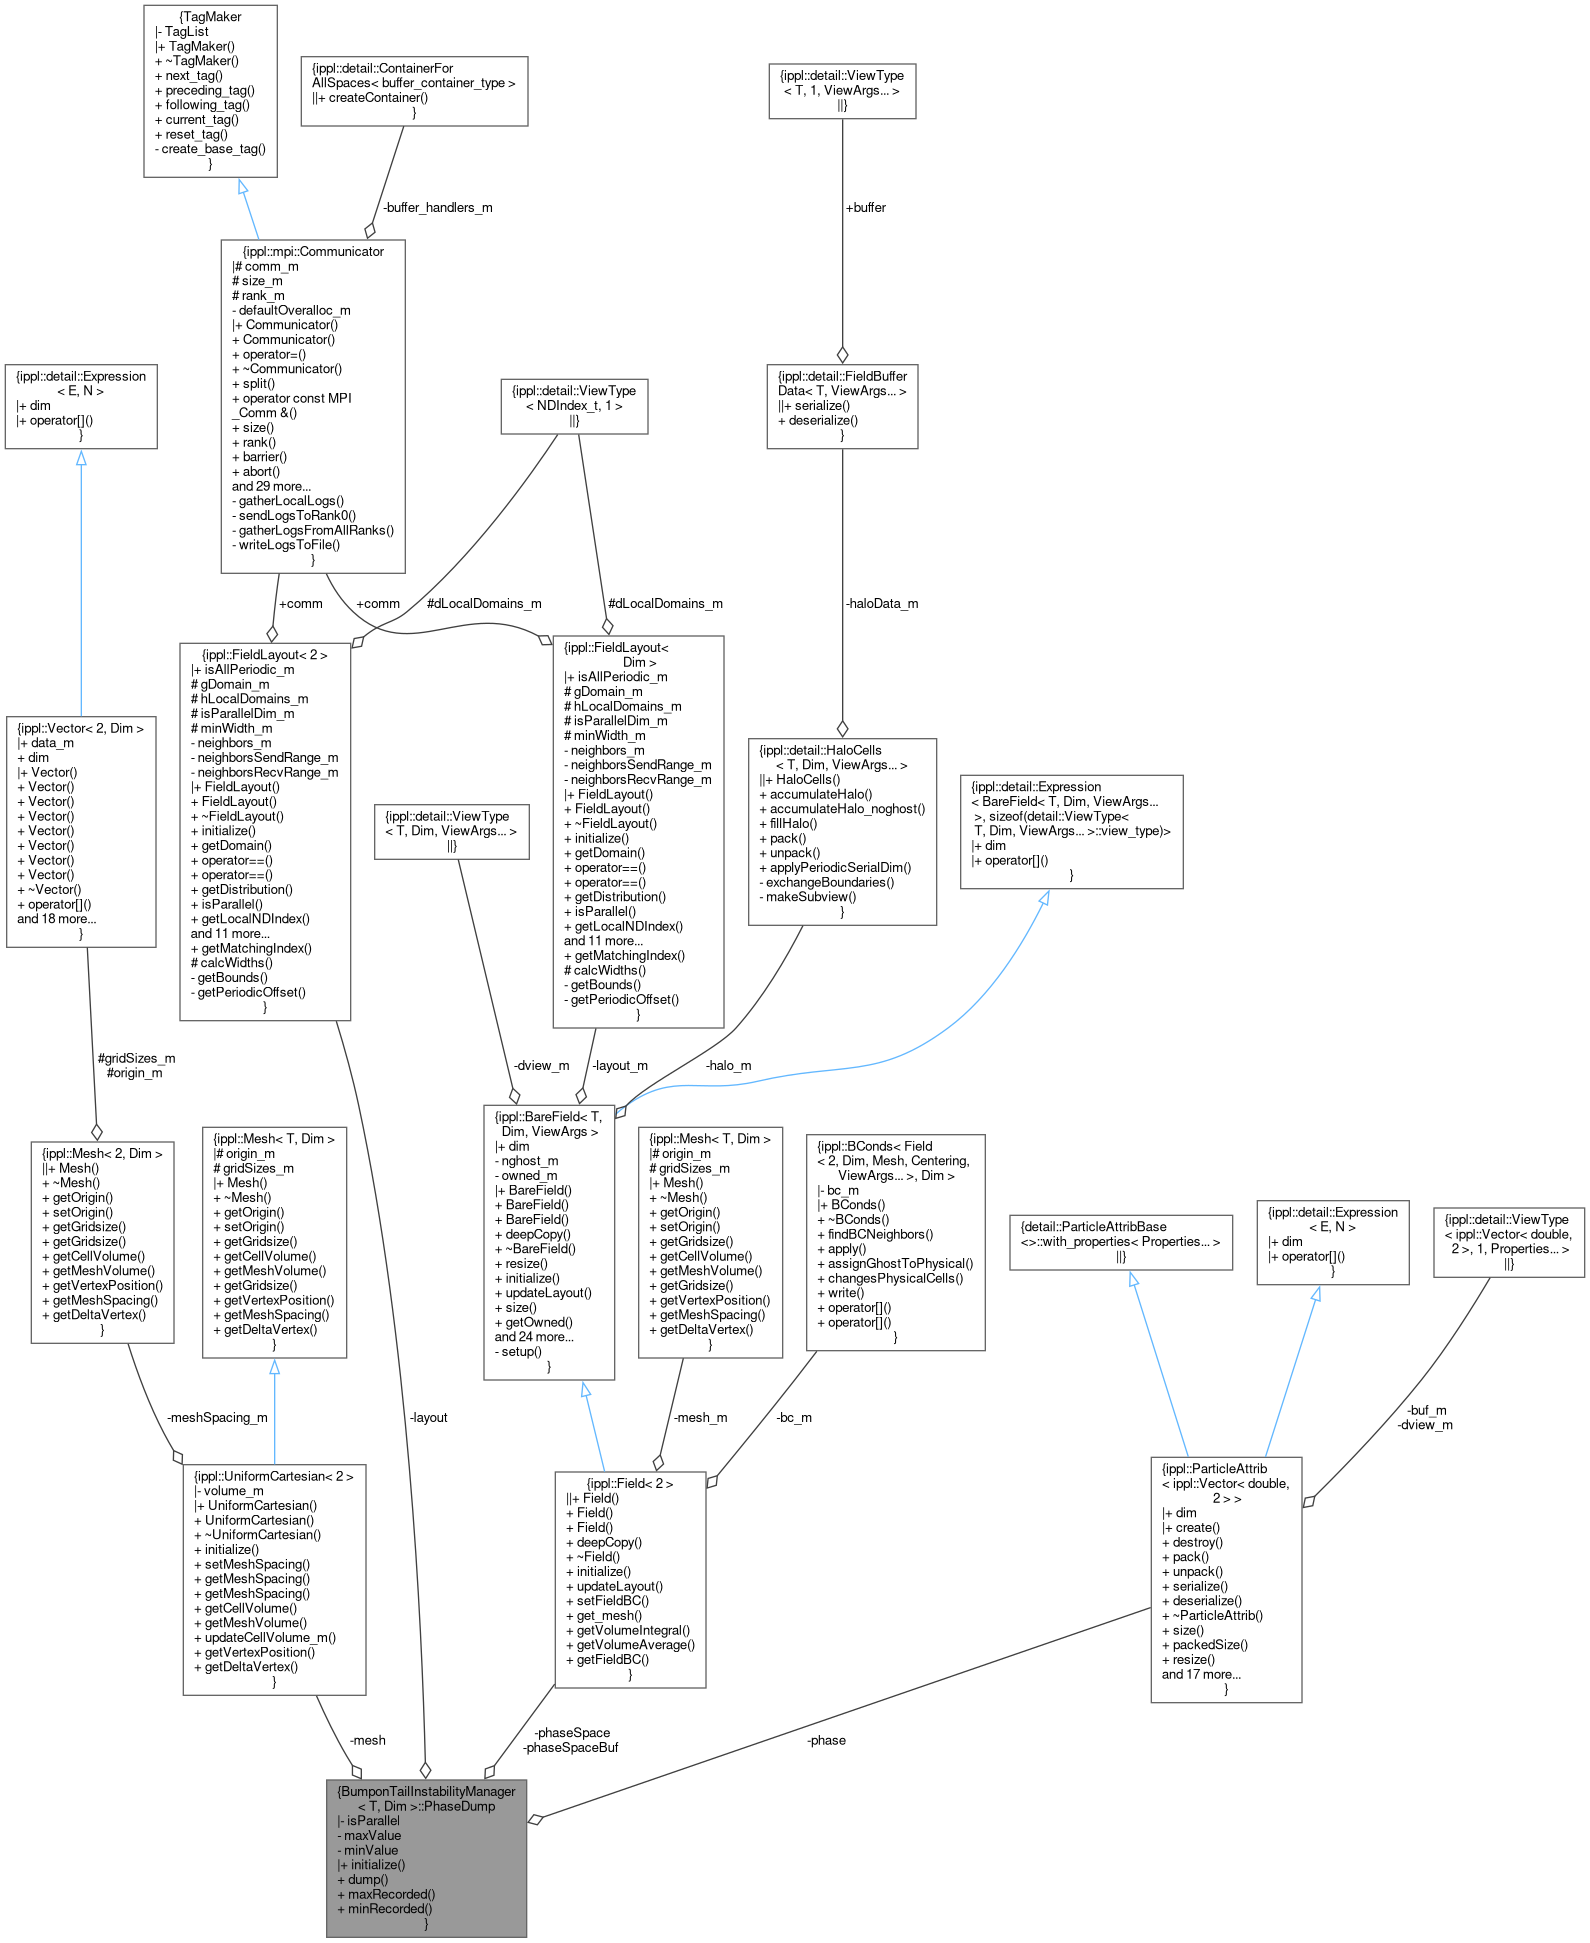 {TagMaker
|- TagList
|+ TagMaker()
+ ~TagMaker()
+ next_tag()
+ preceding_tag()
+ following_tag()
+ current_tag()
+ reset_tag()
- create_base_tag()
}
{ippl::detail::ContainerFor
AllSpaces< buffer_container_type >
||+ createContainer()
}
{ippl::detail::ViewType
< T, 1, ViewArgs... >
||}
-buffer_handlers_m
+buffer
{ippl::mpi::Communicator
|# comm_m
# size_m
# rank_m
- defaultOveralloc_m
|+ Communicator()
+ Communicator()
+ operator=()
+ ~Communicator()
+ split()
+ operator const MPI
_Comm &()
+ size()
+ rank()
+ barrier()
+ abort()
and 29 more...
- gatherLocalLogs()
- sendLogsToRank0()
- gatherLogsFromAllRanks()
- writeLogsToFile()
}
{ippl::detail::Expression
< E, N >
|+ dim
|+ operator[]()
}
{ippl::detail::ViewType
< NDIndex_t, 1 >
||}
{ippl::detail::FieldBuffer
Data< T, ViewArgs... >
||+ serialize()
+ deserialize()
}
+comm
+comm
#dLocalDomains_m
#dLocalDomains_m
-haloData_m
{ippl::Vector< 2, Dim >
|+ data_m
+ dim
|+ Vector()
+ Vector()
+ Vector()
+ Vector()
+ Vector()
+ Vector()
+ Vector()
+ Vector()
+ ~Vector()
+ operator[]()
and 18 more...
}
{ippl::FieldLayout< 2 >
|+ isAllPeriodic_m
# gDomain_m
# hLocalDomains_m
# isParallelDim_m
# minWidth_m
- neighbors_m
- neighborsSendRange_m
- neighborsRecvRange_m
|+ FieldLayout()
+ FieldLayout()
+ ~FieldLayout()
+ initialize()
+ getDomain()
+ operator==()
+ operator==()
+ getDistribution()
+ isParallel()
+ getLocalNDIndex()
and 11 more...
+ getMatchingIndex()
# calcWidths()
- getBounds()
- getPeriodicOffset()
}
{ippl::detail::ViewType
< T, Dim, ViewArgs... >
||}
{ippl::FieldLayout<
Dim >
|+ isAllPeriodic_m
# gDomain_m
# hLocalDomains_m
# isParallelDim_m
# minWidth_m
- neighbors_m
- neighborsSendRange_m
- neighborsRecvRange_m
|+ FieldLayout()
+ FieldLayout()
+ ~FieldLayout()
+ initialize()
+ getDomain()
+ operator==()
+ operator==()
+ getDistribution()
+ isParallel()
+ getLocalNDIndex()
and 11 more...
+ getMatchingIndex()
# calcWidths()
- getBounds()
- getPeriodicOffset()
}
{ippl::detail::HaloCells
< T, Dim, ViewArgs... >
||+ HaloCells()
+ accumulateHalo()
+ accumulateHalo_noghost()
+ fillHalo()
+ pack()
+ unpack()
+ applyPeriodicSerialDim()
- exchangeBoundaries()
- makeSubview()
}
{ippl::detail::Expression
< BareField< T, Dim, ViewArgs...
>, sizeof(detail::ViewType<
T, Dim, ViewArgs... >::view_type)>
|+ dim
|+ operator[]()
}
#gridSizes_m
#origin_m
-dview_m
-layout_m
-halo_m
{ippl::Mesh< 2, Dim >
||+ Mesh()
+ ~Mesh()
+ getOrigin()
+ setOrigin()
+ getGridsize()
+ getGridsize()
+ getCellVolume()
+ getMeshVolume()
+ getVertexPosition()
+ getMeshSpacing()
+ getDeltaVertex()
}
{ippl::Mesh< T, Dim >
|# origin_m
# gridSizes_m
|+ Mesh()
+ ~Mesh()
+ getOrigin()
+ setOrigin()
+ getGridsize()
+ getCellVolume()
+ getMeshVolume()
+ getGridsize()
+ getVertexPosition()
+ getMeshSpacing()
+ getDeltaVertex()
}
{ippl::BareField< T,
Dim, ViewArgs >
|+ dim
- nghost_m
- owned_m
|+ BareField()
+ BareField()
+ BareField()
+ deepCopy()
+ ~BareField()
+ resize()
+ initialize()
+ updateLayout()
+ size()
+ getOwned()
and 24 more...
- setup()
}
{ippl::Mesh< T, Dim >
|# origin_m
# gridSizes_m
|+ Mesh()
+ ~Mesh()
+ getOrigin()
+ setOrigin()
+ getGridsize()
+ getCellVolume()
+ getMeshVolume()
+ getGridsize()
+ getVertexPosition()
+ getMeshSpacing()
+ getDeltaVertex()
}
{ippl::BConds< Field
< 2, Dim, Mesh, Centering,
ViewArgs... >, Dim >
|- bc_m
|+ BConds()
+ ~BConds()
+ findBCNeighbors()
+ apply()
+ assignGhostToPhysical()
+ changesPhysicalCells()
+ write()
+ operator[]()
+ operator[]()
}
{detail::ParticleAttribBase
<>::with_properties< Properties... >
||}
{ippl::detail::Expression
< E, N >
|+ dim
|+ operator[]()
}
{ippl::detail::ViewType
< ippl::Vector< double,
2 >, 1, Properties... >
||}
-meshSpacing_m
-layout
-mesh_m
-bc_m
-buf_m
-dview_m
{ippl::UniformCartesian< 2 >
|- volume_m
|+ UniformCartesian()
+ UniformCartesian()
+ ~UniformCartesian()
+ initialize()
+ setMeshSpacing()
+ getMeshSpacing()
+ getMeshSpacing()
+ getCellVolume()
+ getMeshVolume()
+ updateCellVolume_m()
+ getVertexPosition()
+ getDeltaVertex()
}
{ippl::Field< 2 >
||+ Field()
+ Field()
+ Field()
+ deepCopy()
+ ~Field()
+ initialize()
+ updateLayout()
+ setFieldBC()
+ get_mesh()
+ getVolumeIntegral()
+ getVolumeAverage()
+ getFieldBC()
}
{ippl::ParticleAttrib
< ippl::Vector< double,
2 > >
|+ dim
|+ create()
+ destroy()
+ pack()
+ unpack()
+ serialize()
+ deserialize()
+ ~ParticleAttrib()
+ size()
+ packedSize()
+ resize()
and 17 more...
}
-mesh
-phaseSpace
-phaseSpaceBuf
-phase
{BumponTailInstabilityManager
< T, Dim >::PhaseDump
|- isParallel
- maxValue
- minValue
|+ initialize()
+ dump()
+ maxRecorded()
+ minRecorded()
}